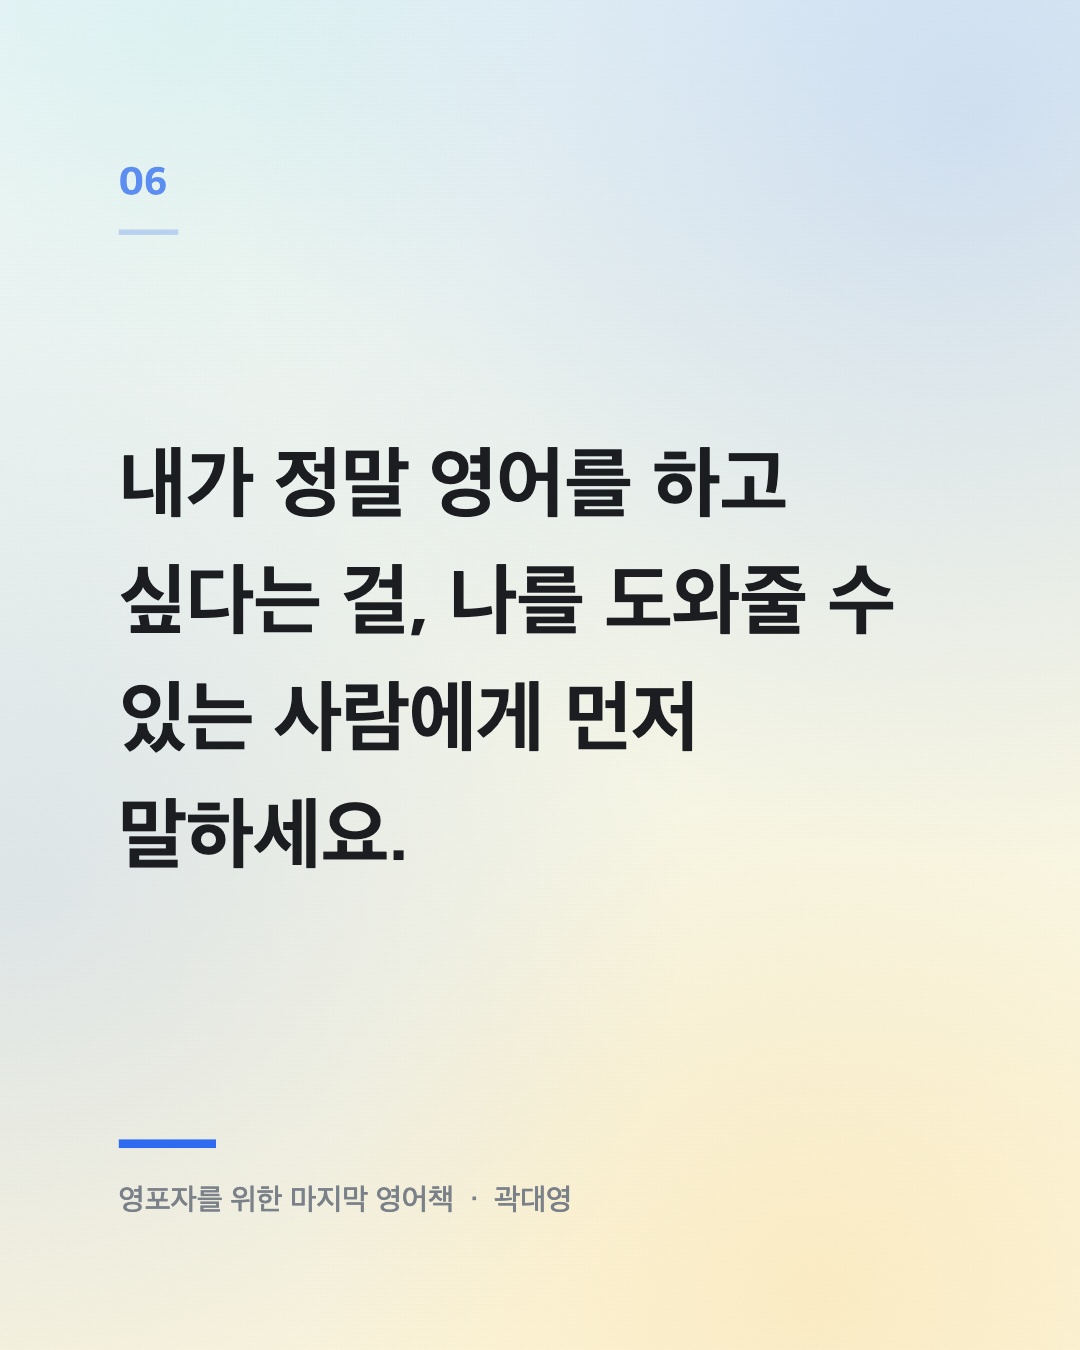 06
내가 정말 영어를 하고
싶다는 걸, 나를 도와줄 수
있는 사람에게 먼저
말하세요.
영포자를 위한 마지막 영어책 · 곽대영